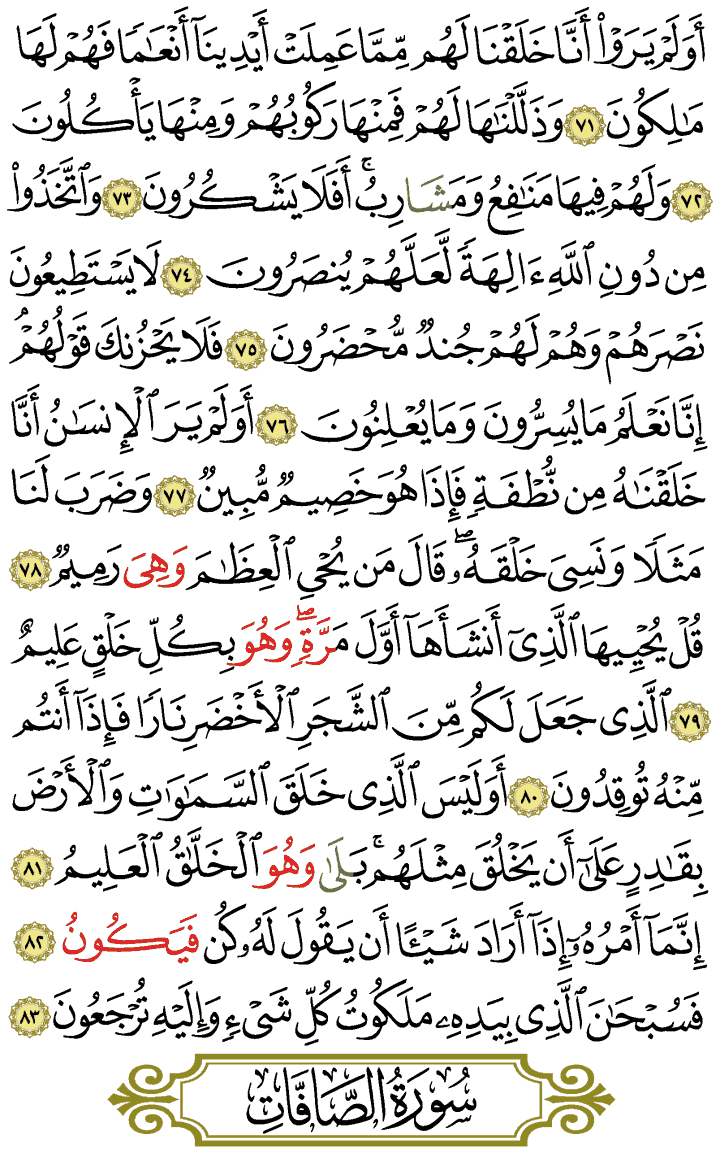 أَوَلَمْ يَرَوْا۟ أَنَّا خَلَقْنَا لَهُم مِّمَّا عَمِلَتْ أَيْدِينَآ أَنْعَٰمًا فَهُمْ لَهَا
مَٰلِكُونَ ٧١ وَذَلَّلْنَٰهَا لَهُمْ فَمِنْهَا رَكُوبُهُمْ وَمِنْهَا يَأْكُلُونَ
٧٢ وَلَهُمْ فِيهَا مَنَٰفِعُ وَمَشَارِبُ ۚ أَفَلَا يَشْكُرُونَ ٧٣ وَٱتَّخَذُوا۟
مِن دُونِ ٱللَّهِ ءَالِهَةً لَّعَلَّهُمْ يُنصَرُونَ ٧٤ لَا يَسْتَطِيعُونَ
نَصْرَهُمْ وَهُمْ لَهُمْ جُندٌ مُّحْضَرُونَ ٧٥ فَلَا يَحْزُنكَ قَوْلُهُمْ ۘ
إِنَّا نَعْلَمُ مَا يُسِرُّونَ وَمَا يُعْلِنُونَ ٧٦ أَوَلَمْ يَرَ ٱلْإِنسَٰنُ أَنَّا
خَلَقْنَٰهُ مِن نُّطْفَةٍ فَإِذَا هُوَ خَصِيمٌ مُّبِينٌ ٧٧ وَضَرَبَ لَنَا
مَثَلًا وَنَسِىَ خَلْقَهُۥ ۖ قَالَ مَن يُحْىِ ٱلْعِظَٰمَ وَهِىَ رَمِيمٌ ٧٨
قُلْ يُحْيِيهَا ٱلَّذِىٓ أَنشَأَهَآ أَوَّلَ مَرَّةٍ ۖ وَهُوَ بِكُلِّ خَلْقٍ عَلِيمٌ
٧٩ ٱلَّذِى جَعَلَ لَكُم مِّنَ ٱلشَّجَرِ ٱلْأَخْضَرِ نَارًا فَإِذَآ أَنتُم
مِّنْهُ تُوقِدُونَ ٨٠ أَوَلَيْسَ ٱلَّذِى خَلَقَ ٱلسَّمَٰوَٰتِ وَٱلْأَرْضَ
بِقَٰدِرٍ عَلَىٰٓ أَن يَخْلُقَ مِثْلَهُم ۚ بَلَىٰ وَهُوَ ٱلْخَلَّٰقُ ٱلْعَلِيمُ ٨١
إِنَّمَآ أَمْرُهُۥٓ إِذَآ أَرَادَ شَيْـًٔا أَن يَقُولَ لَهُۥ كُن فَيَكُونُ ٨٢
فَسُبْحَٰنَ ٱلَّذِى بِيَدِهِۦ مَلَكُوتُ كُلِّ شَىْءٍ وَإِلَيْهِ تُرْجَعُونَ ٨٣
سُورَةُ الصَّافَّاتِ